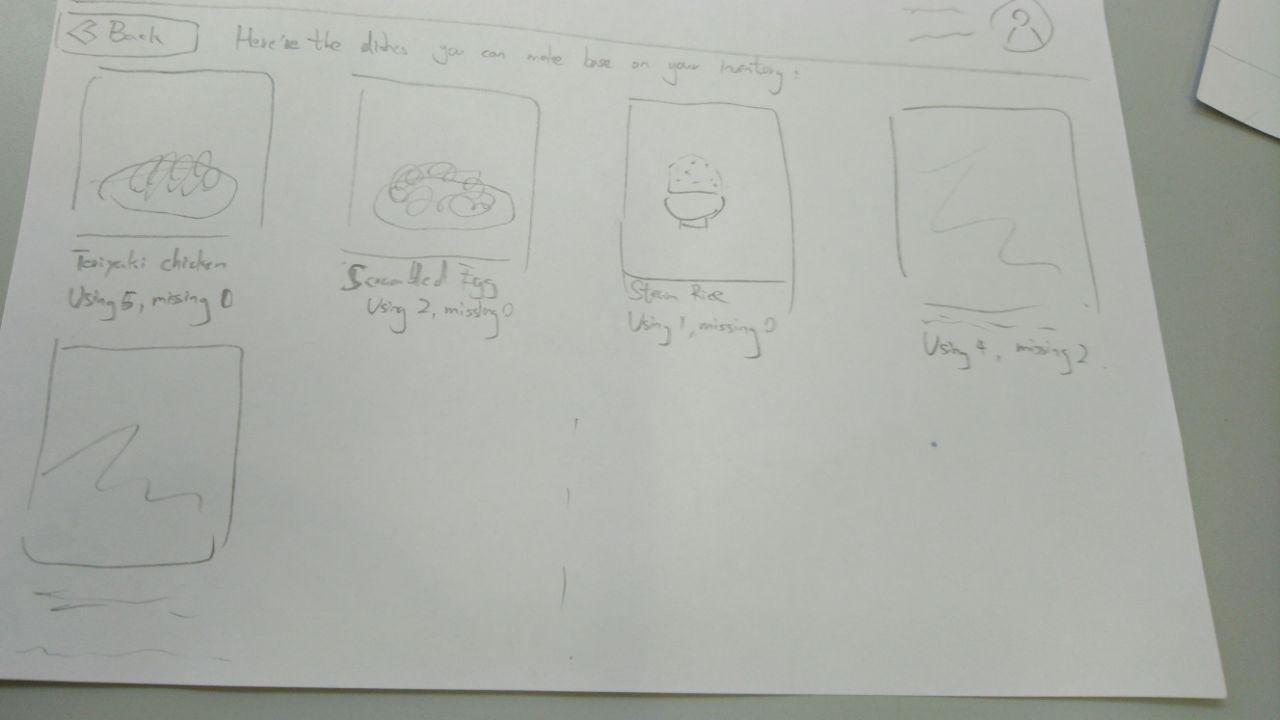 Back
Here're the dishes you can make base on your inventory:
Teriyaki chicken
Using 5, missing 0
Scrambled Egg
Using 2, missing 0
Steam Rice
Using 1, missing 0
Using 4, missing 2